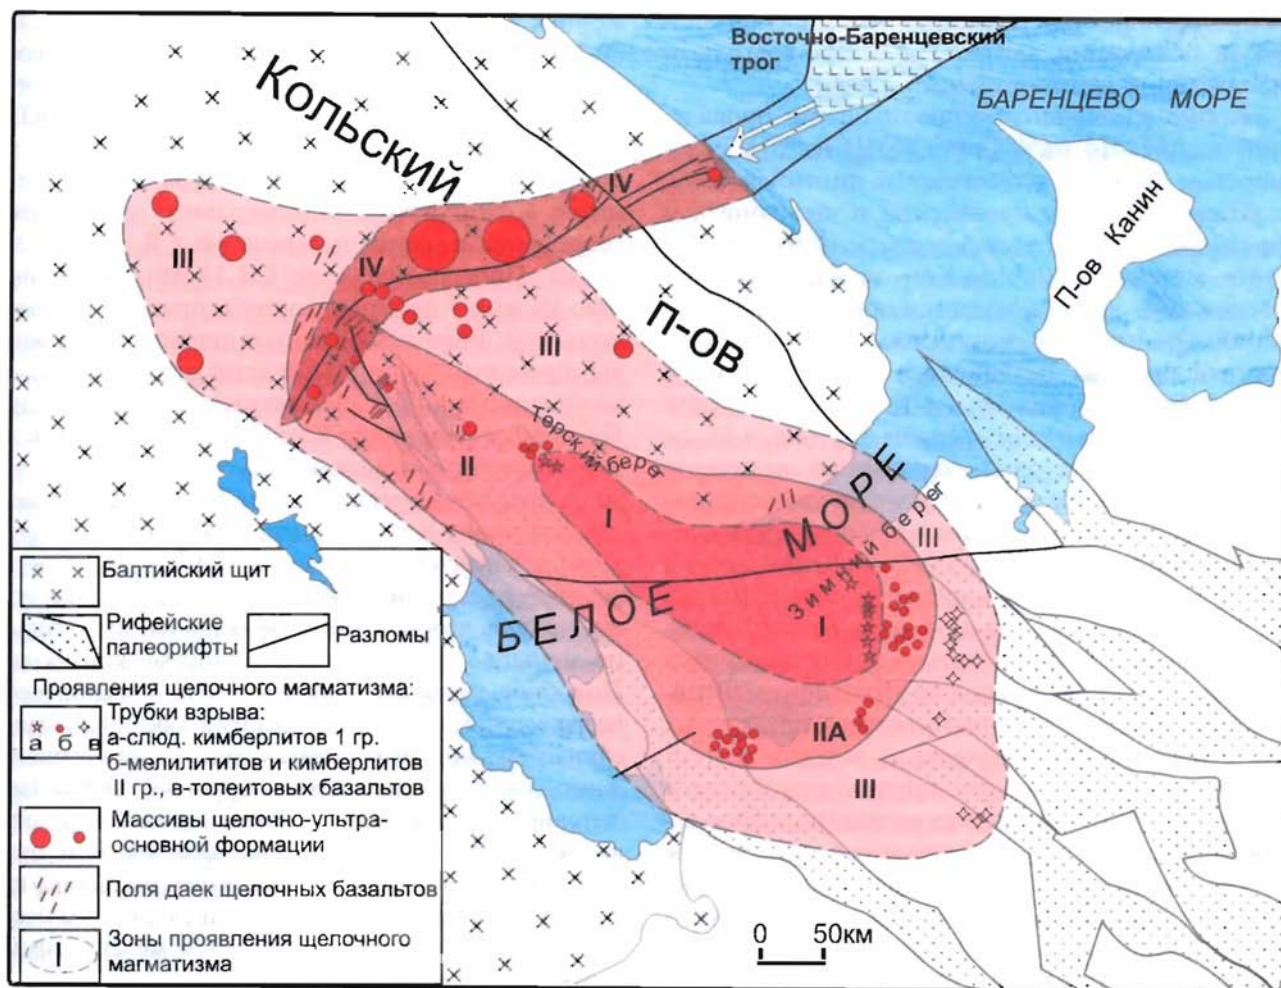 Восточно-Баренцевский
трог
БАРЕНЦЕВО МОРЕ
Кольский
П-ов Канин
IV
III
IV
П-ов
III
Терский берег
II
I
МОРЕ
Зимний берег
III
БЕЛОЕ
I
IIА
III
Балтийский щит
Рифейские
палеорифты
Разломы
Проявления щелочного магматизма:
а б в
Трубки взрыва:
а-слюд. кимберлитов 1 гр.
б-мелилититов и кимберлитов
II гр., в-толеитовых базальтов
Массивы щелочно-ультра-
основной формации
Поля даек щелочных базальтов
I
Зоны проявления щелочного
магматизма
0 50км